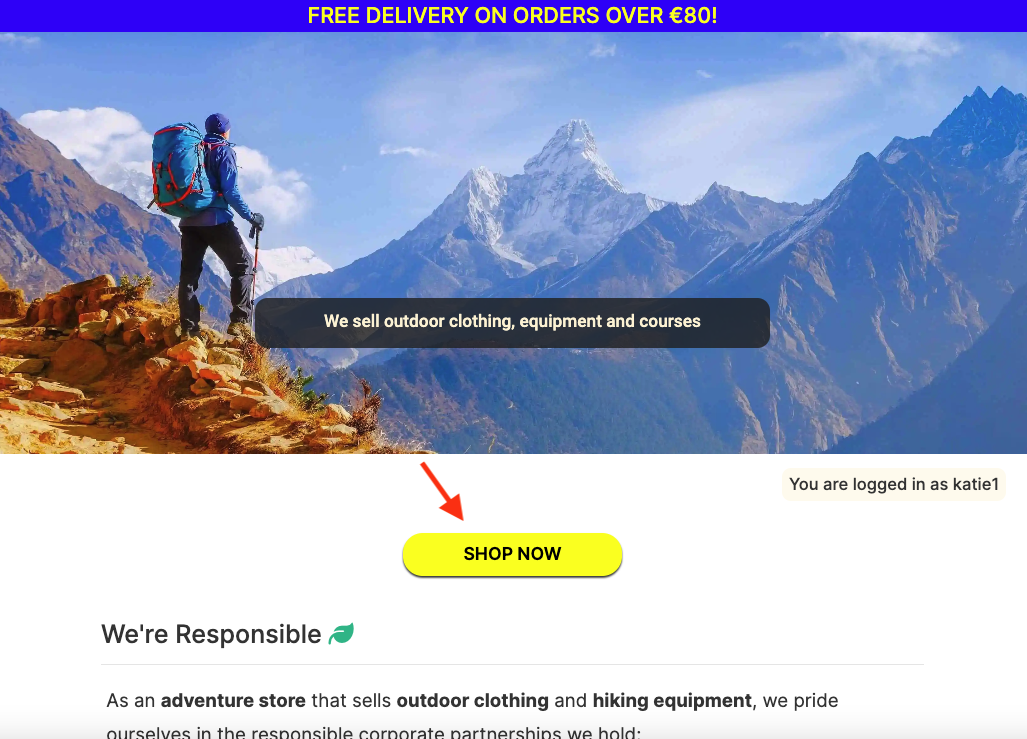 FREE DELIVERY ON ORDERS OVER €80!
We sell outdoor clothing, equipment and courses
You are logged in as katie1
SHOP NOW
We're Responsible
As an adventure store that sells outdoor clothing and hiking equipment, we pride
ourselves in the responsible corporate partnerships we hold: